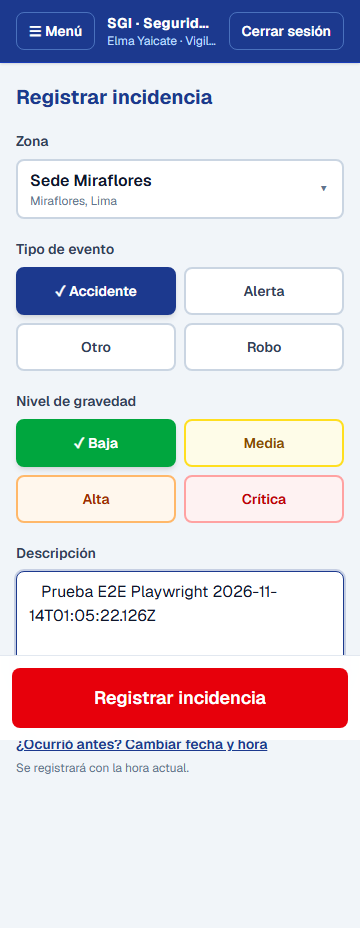 ☰ Menú
SGI · Segurid...
Elma Yaicate · Vigil...
Cerrar sesión
Registrar incidencia
Zona
Sede Miraflores
Miraflores, Lima
▼
Tipo de evento
✓ Accidente
Alerta
Otro
Robo
Nivel de gravedad
✓ Baja
Media
Alta
Crítica
Descripción
Prueba E2E Playwright 2026-11-
14T01:05:22.126Z
Registrar incidencia
¿Ocurrió antes? Cambiar fecha y hora
Se registrará con la hora actual.